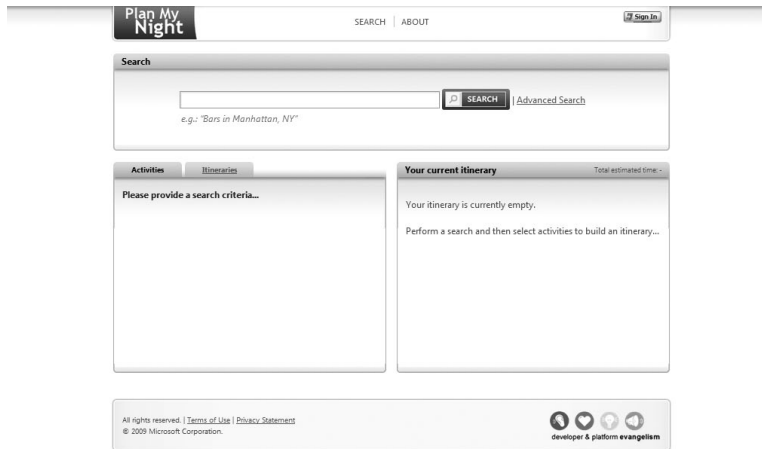 Plan My
Night
SEARCH | ABOUT
Sign In
Search
SEARCH | Advanced Search
e.g.: "Bars in Manhattan, NY"
Activities Itineraries
Please provide a search criteria...
Your current itinerary Total estimated time: -
Your itinerary is currently empty.
Perform a search and then select activities to build an itinerary...
All rights reserved. | Terms of Use | Privacy Statement
© 2009 Microsoft Corporation.
developer & platform evangelism